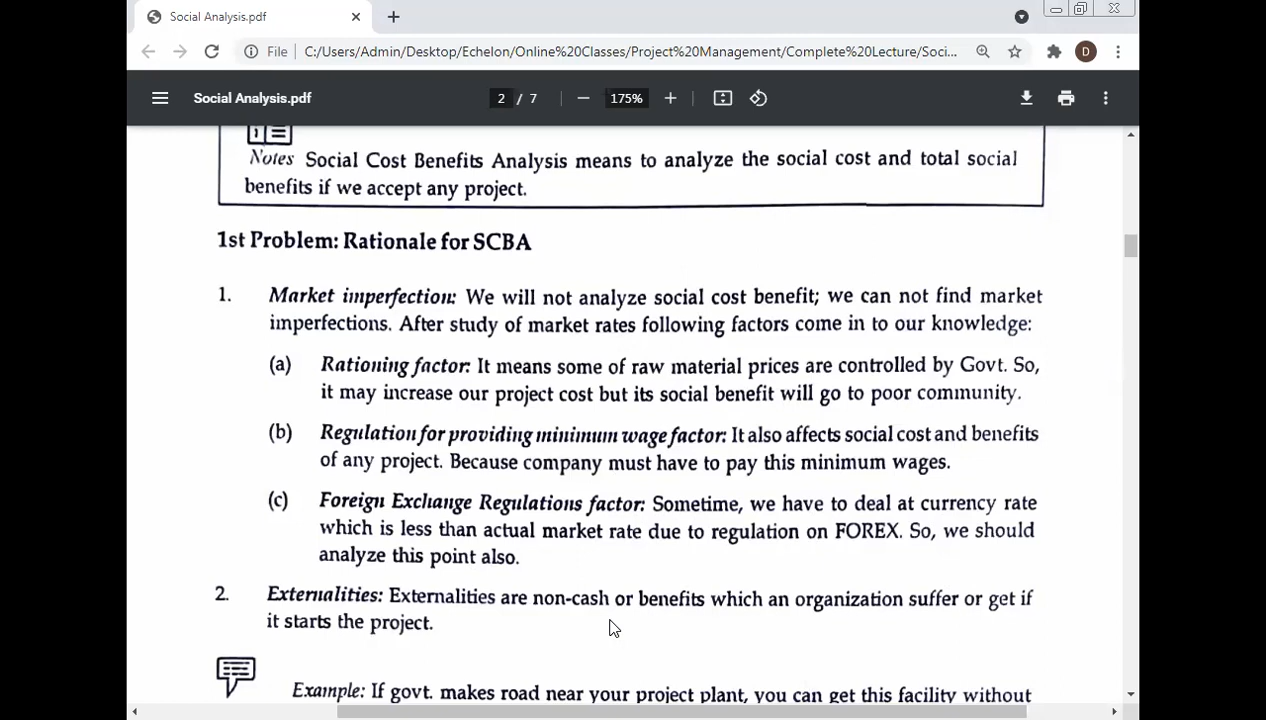 Social Analysis.pdf
File C:/Users/Admin/Desktop/Echelon/Online%20Classes/Project%20Management/Complete%20Lecture/Soci...
D
Social Analysis.pdf 2 / 7 175%
Notes Social Cost Benefits Analysis means to analyze the social cost and total social
benefits if we accept any project.
1st Problem: Rationale for SCBA
1. Market imperfection: We will not analyze social cost benefit; we can not find market
imperfections. After study of market rates following factors come in to our knowledge:
(a) Rationing factor: It means some of raw material prices are controlled by Govt. So,
it may increase our project cost but its social benefit will go to poor community.
(b) Regulation for providing minimum wage factor: It also affects social cost and benefits
of any project. Because company must have to pay this minimum wages.
(c) Foreign Exchange Regulations factor: Sometime, we have to deal at currency rate
which is less than actual market rate due to regulation on FOREX. So, we should
analyze this point also.
2. Externalities: Externalities are non-cash or benefits which an organization suffer or get if
it starts the project.
Example: If govt. makes road near your project plant, you can get this facility without